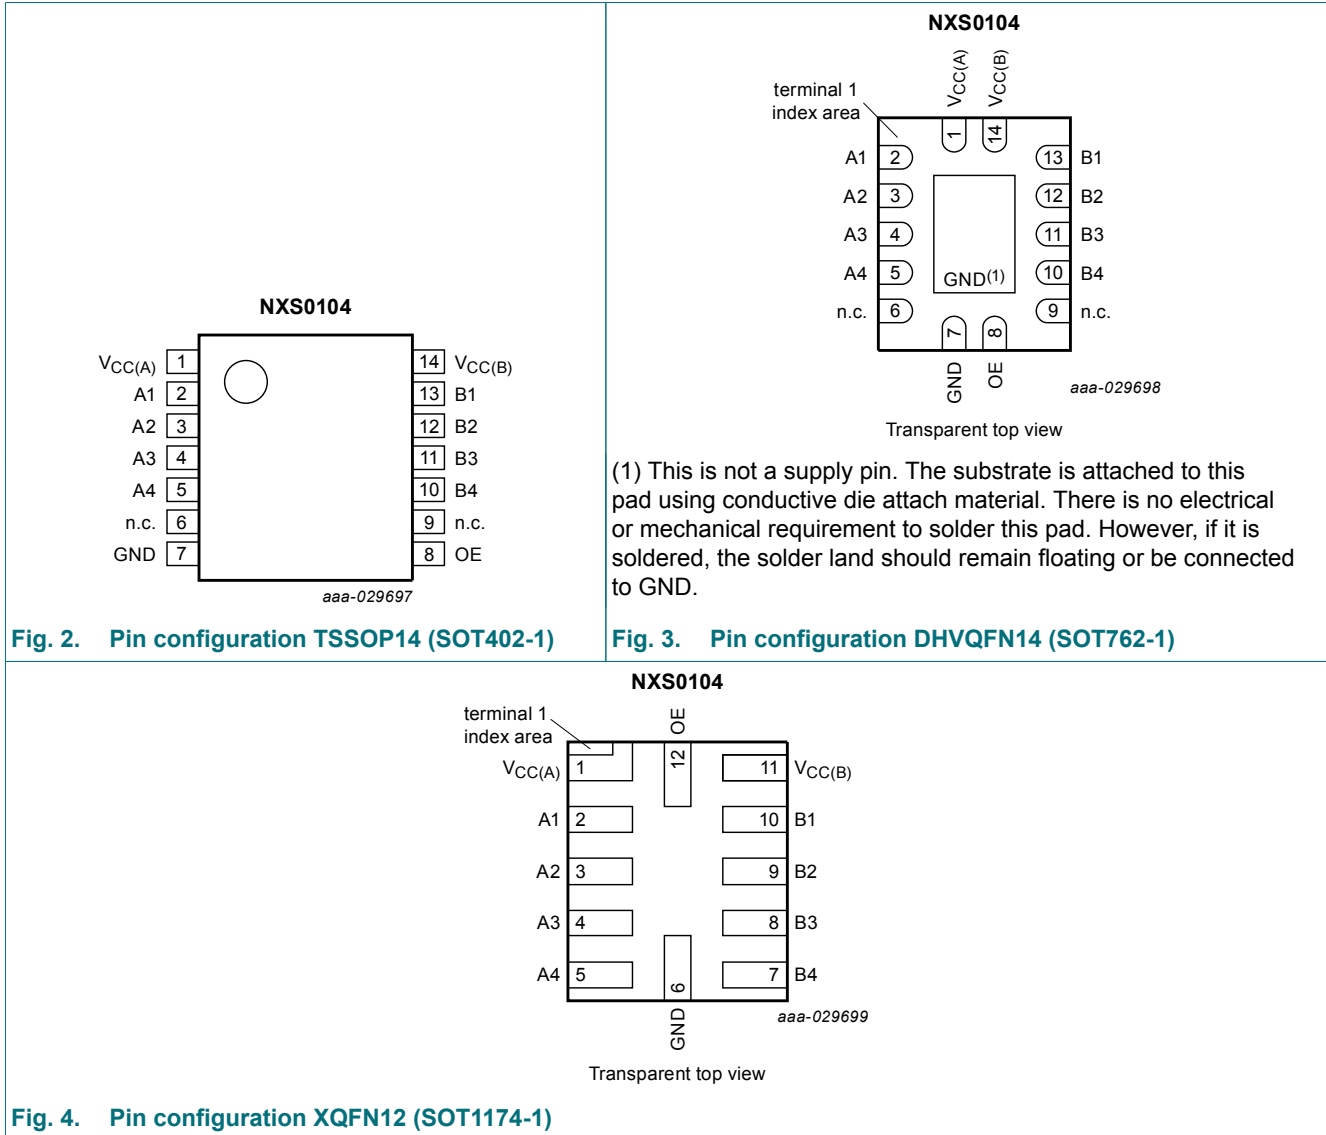 NXS0104
VCC(A) 1
14 VCC(B)
A1 2
13 B1
A2 3
12 B2
A3 4
11 B3
A4 5
10 B4
n.c. 6
9 n.c.
GND 7
8 OE
aaa-029697
Fig. 2. Pin configuration TSSOP14 (SOT402-1)
NXS0104
terminal 1
index area
VCC(A)
VCC(B)
1
14
A1 2
13 B1
A2 3
12 B2
A3 4
11 B3
A4 5
10 B4
n.c. 6
9 n.c.
GND(1)
7
8
GND
OE
aaa-029698
Transparent top view
(1) This is not a supply pin. The substrate is attached to this
pad using conductive die attach material. There is no electrical
or mechanical requirement to solder this pad. However, if it is
soldered, the solder land should remain floating or be connected
to GND.
Fig. 3. Pin configuration DHVQFN14 (SOT762-1)
NXS0104
terminal 1
index area
OE
12
VCC(A) 1
11 VCC(B)
A1 2
10 B1
A2 3
9 B2
A3 4
8 B3
A4 5
7 B4
6
GND
aaa-029699
Transparent top view
Fig. 4. Pin configuration XQFN12 (SOT1174-1)